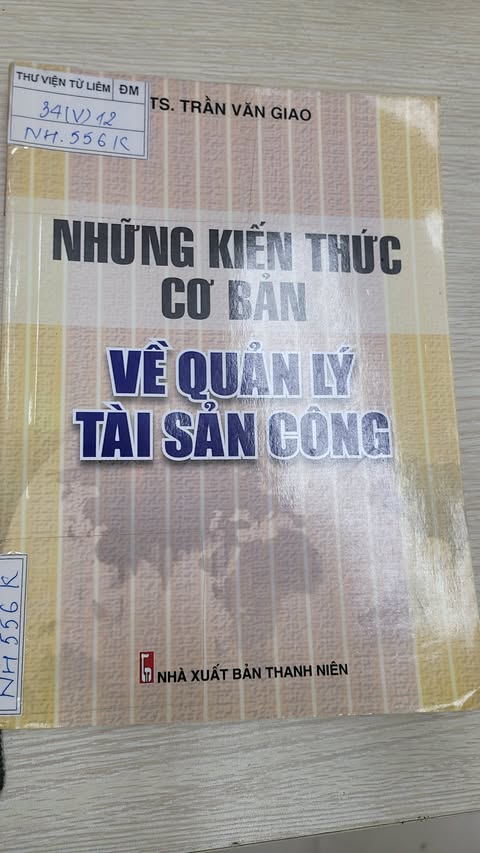 THƯ VIỆN TỪ LIÊM ĐM
34(V)12
NH.556K
TS. TRẦN VĂN GIAO
NHỮNG KIẾN THỨC
CƠ BẢN
VỀ QUẢN LÝ
TÀI SẢN CÔNG
NH556K
NHÀ XUẤT BẢN THANH NIÊN